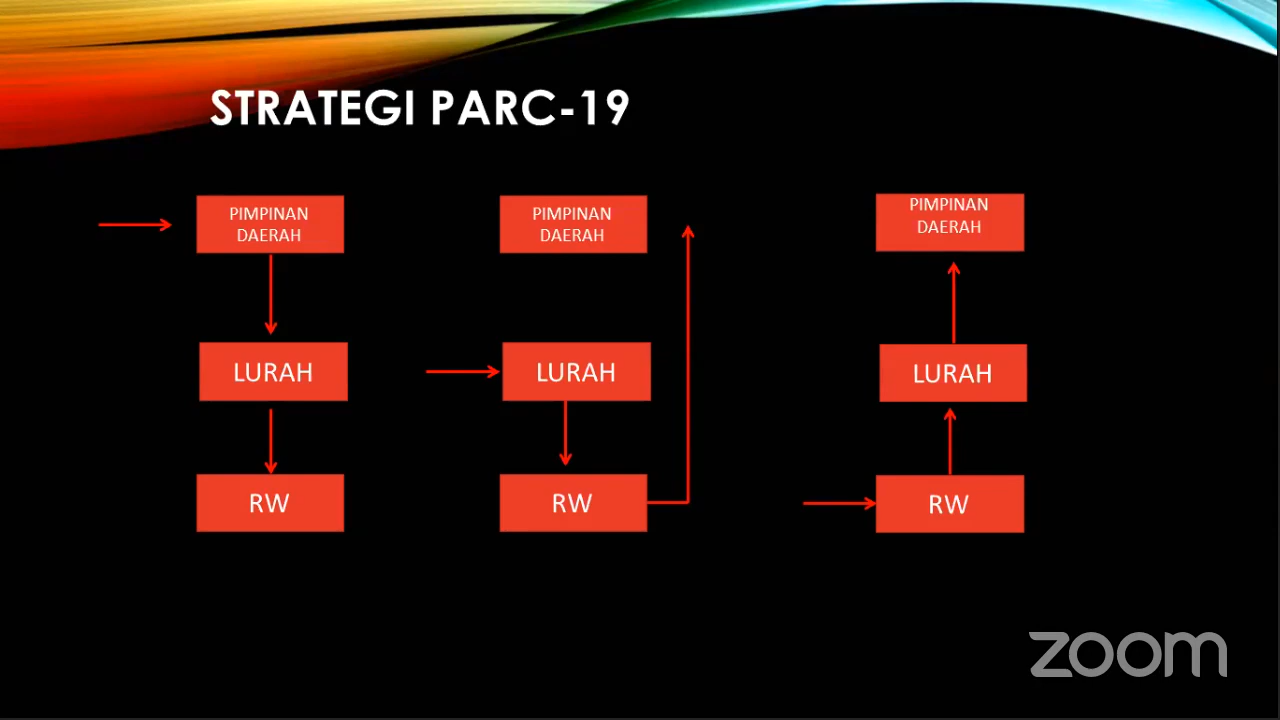 STRATEGI PARC-19
PIMPINAN
DAERAH
LURAH
RW
PIMPINAN
DAERAH
LURAH
RW
PIMPINAN
DAERAH
LURAH
RW
zoom